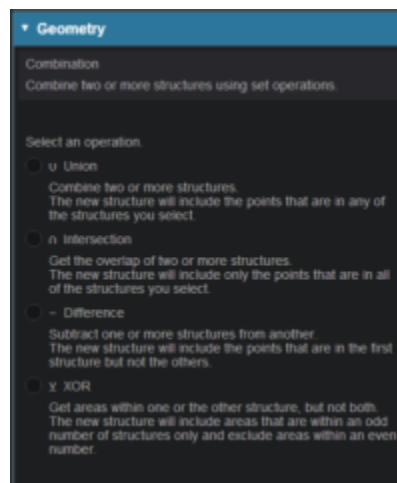 ▼ Geometry
Combination
Combine two or more structures using set operations.
Select an operation.
∪ Union
Combine two or more structures.
The new structure will include the points that are in any of
the structures you select.
∩ Intersection
Get the overlap of two or more structures.
The new structure will include only the points that are in all
of the structures you select.
− Difference
Subtract one or more structures from another.
The new structure will include the points that are in the first
structure but not the others.
⊻ XOR
Get areas within one or the other structure, but not both.
The new structure will include areas that are within an odd
number of structures only and exclude areas within an even
number.